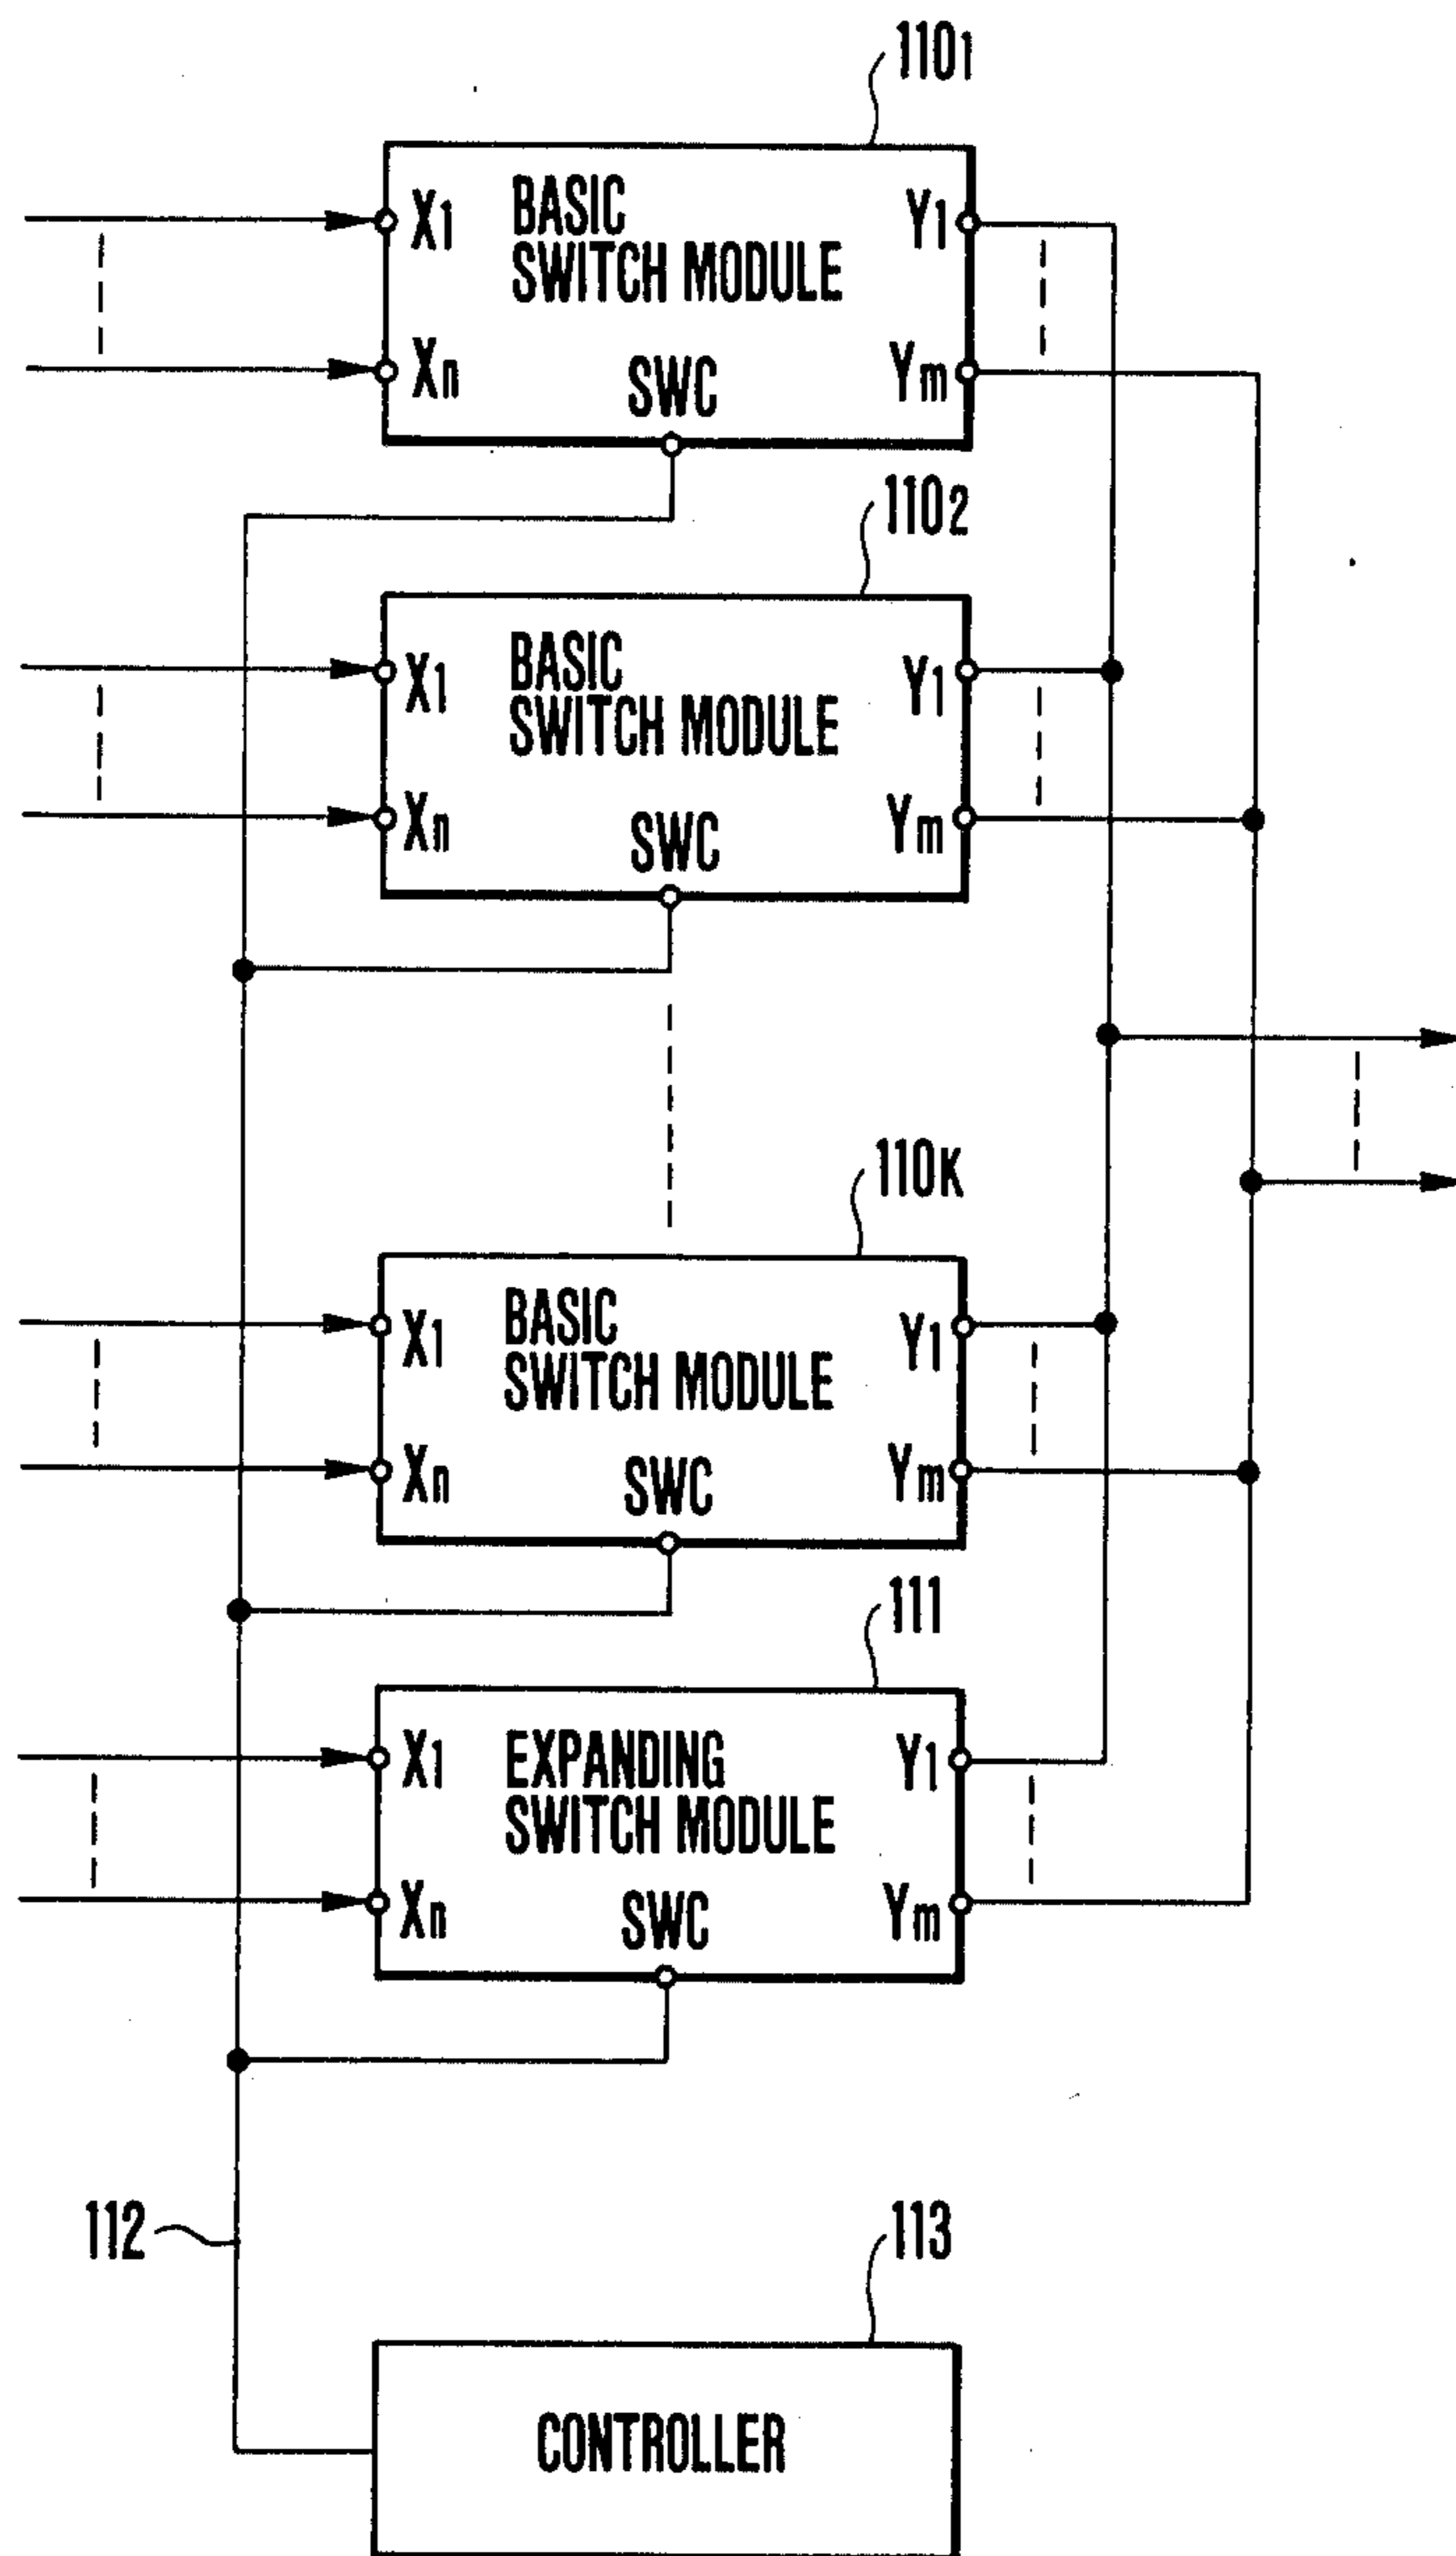 110₁
X₁ BASIC Y₁
SWITCH MODULE
Xn SWC Ym
110₂
X₁ BASIC Y₁
SWITCH MODULE
Xn SWC Ym
110K
X₁ BASIC Y₁
SWITCH MODULE
Xn SWC Ym
111
X₁ EXPANDING Y₁
SWITCH MODULE
Xn SWC Ym
112
113
CONTROLLER